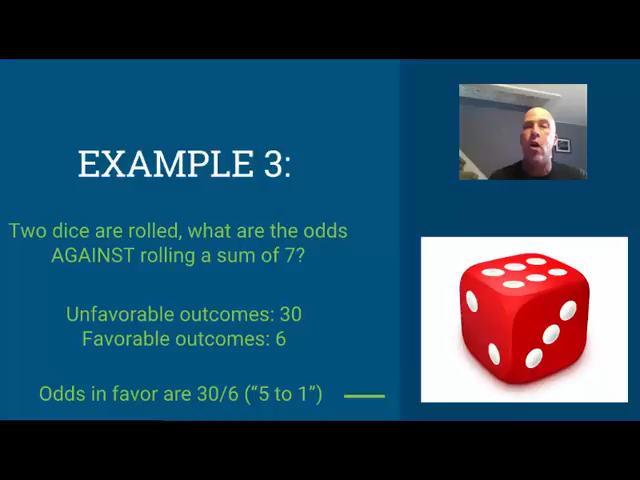 EXAMPLE 3:
Two dice are rolled, what are the odds
AGAINST rolling a sum of 7?
Unfavorable outcomes: 30
Favorable outcomes: 6
Odds in favor are 30/6 (“5 to 1”)